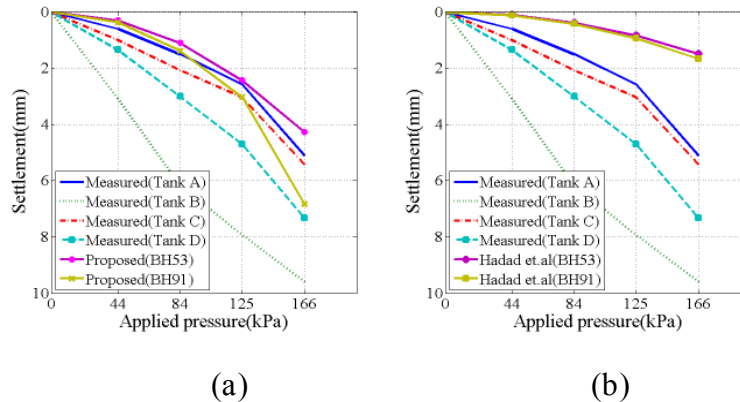 0
2
4
6
8
10
Settlement(mm)
Measured(Tank A)
Measured(Tank B)
Measured(Tank C)
Measured(Tank D)
Proposed(BH53)
Proposed(BH91)
0 44 84 125 166
Applied pressure(kPa)
(a)
0
2
4
6
8
10
Settlement(mm)
Measured(Tank A)
Measured(Tank B)
Measured(Tank C)
Measured(Tank D)
Hadad et.al(BH53)
Hadad et.al(BH91)
0 44 84 125 166
Applied pressure(kPa)
(b)